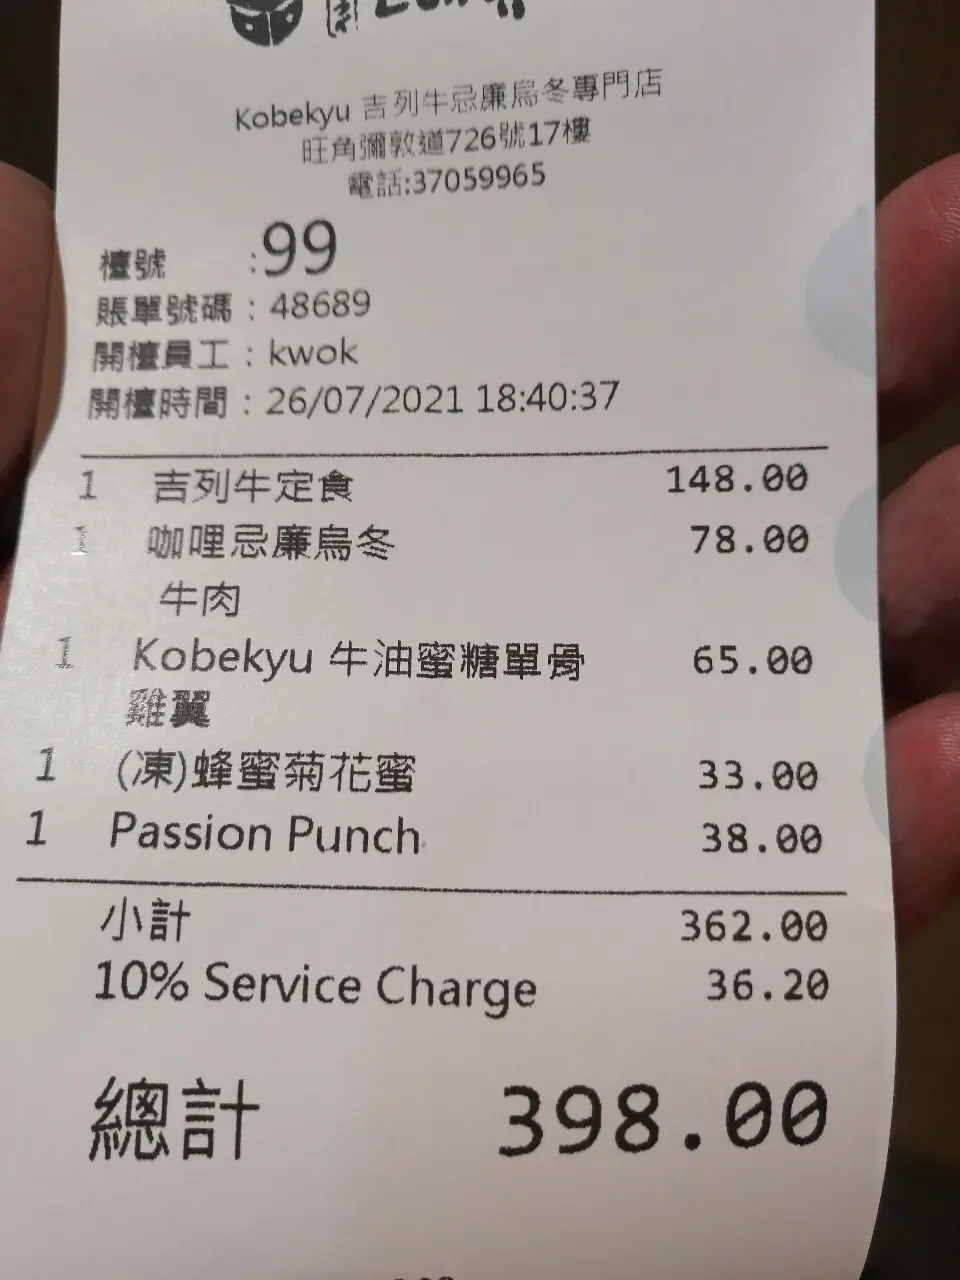 Kobekyu 吉列牛忌廉烏冬專門店
旺角彌敦道726號17樓
電話:37059965
檯號 :99
賬單號碼 : 48689
開檯員工 : kwok
開檯時間 : 26/07/2021 18:40:37
1 吉列牛定食 148.00
1 咖哩忌廉烏冬 78.00
牛肉
1 Kobekyu 牛油蜜糖單骨 65.00
雞翼
1 (凍)蜂蜜菊花蜜 33.00
1 Passion Punch 38.00
小計 362.00
10% Service Charge 36.20
總計 398.00